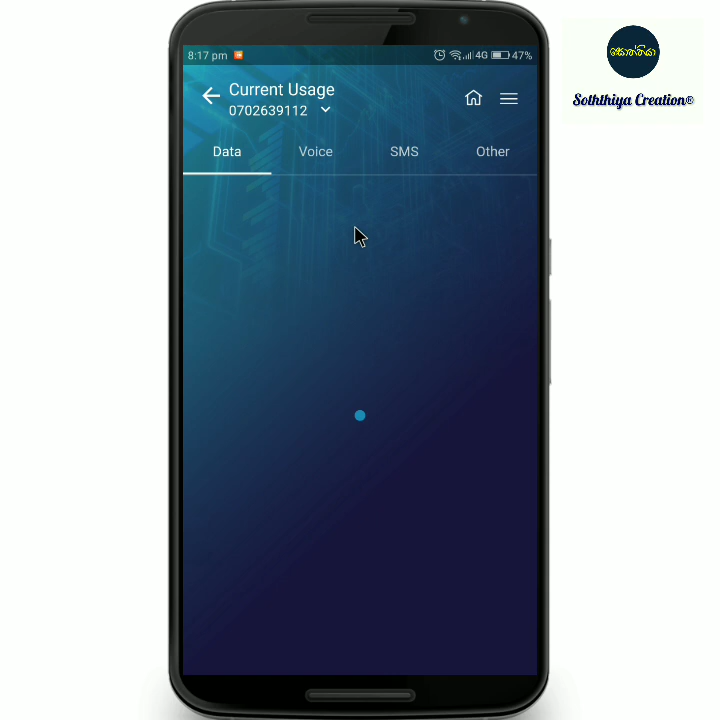 8:17 pm 4G 47%
Current Usage
0702639112
Data Voice SMS Other
සොත්තියා
Soththiya Creation®